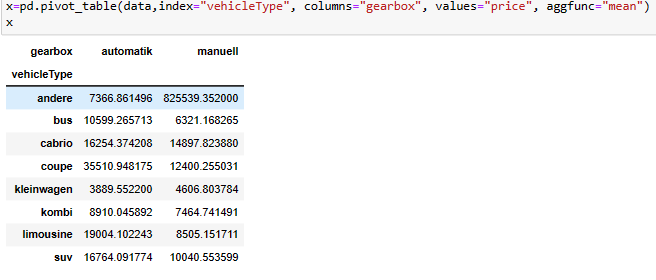 x=pd.pivot_table(data,index="vehicleType", columns="gearbox", values="price", aggfunc="mean")
x
gearbox automatik manuell
vehicleType
andere 7366.861496 825539.352000
bus 10599.265713 6321.168265
cabrio 16254.374208 14897.823880
coupe 35510.948175 12400.255031
kleinwagen 3889.552200 4606.803784
kombi 8910.045892 7464.741491
limousine 19004.102243 8505.151711
suv 16764.091774 10040.553599